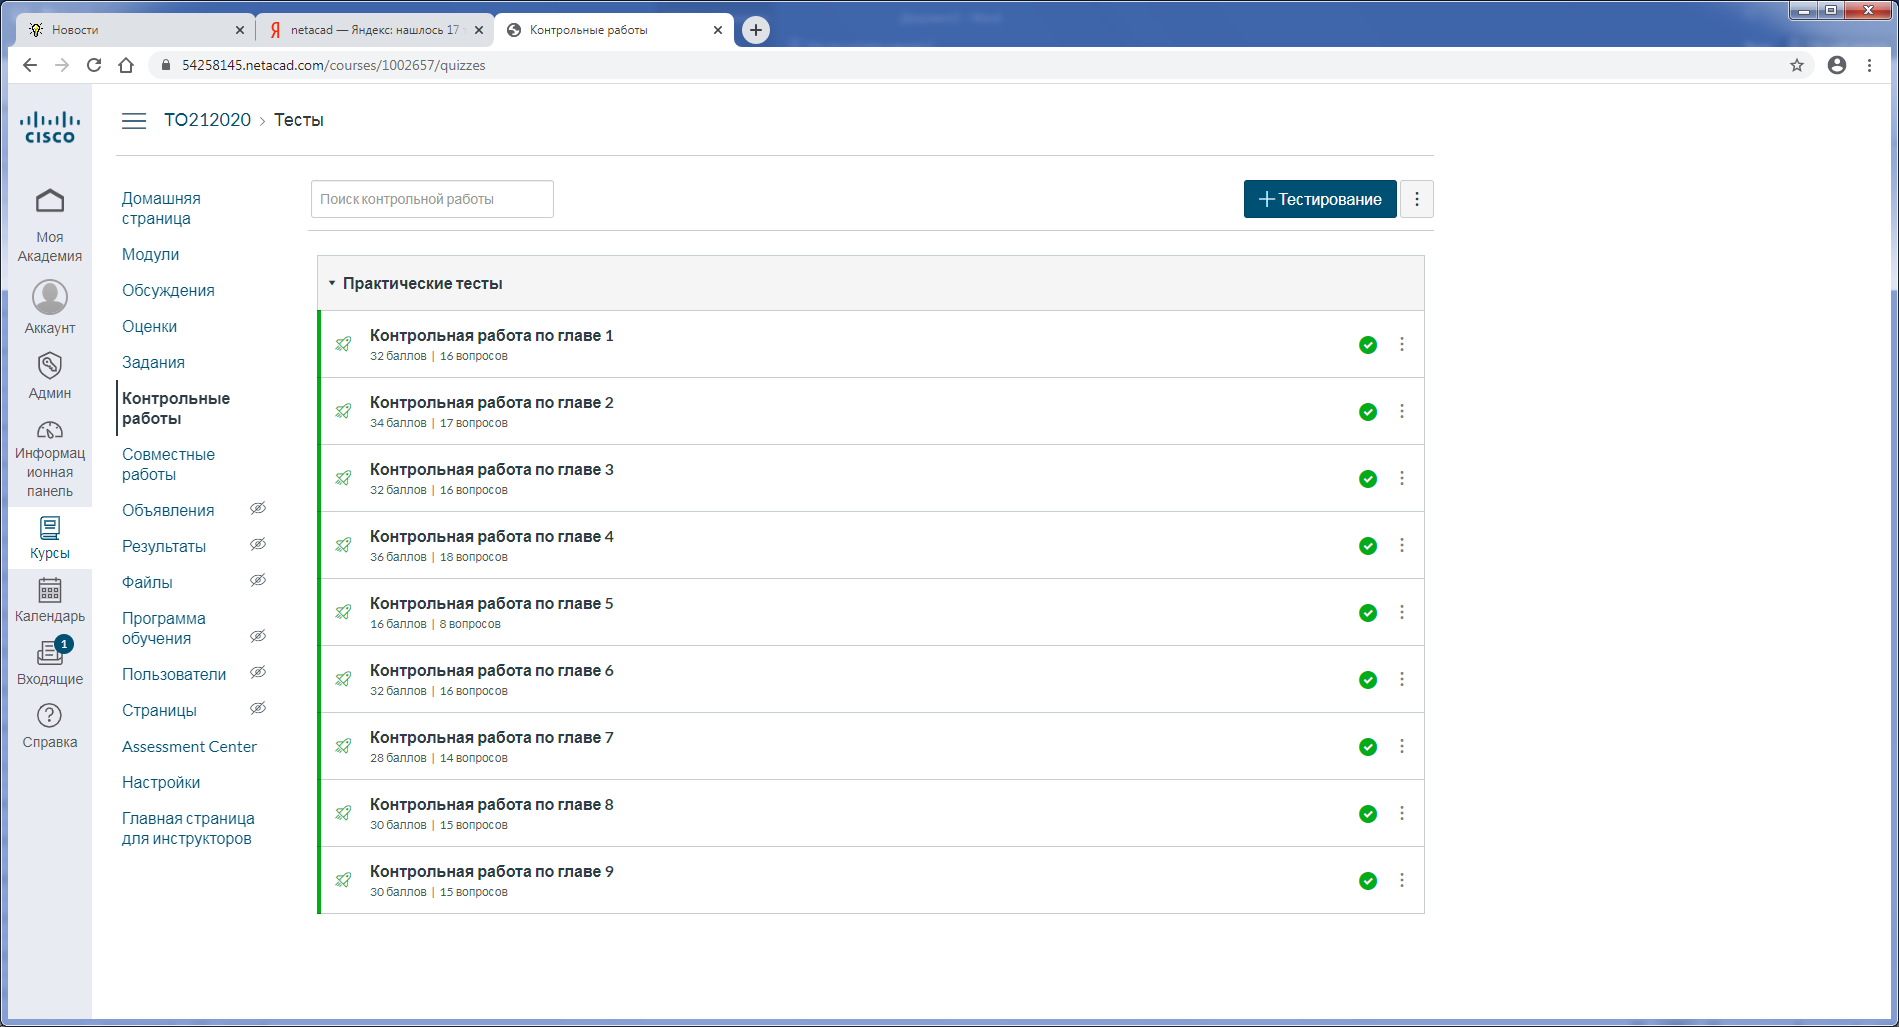 Новости
netacad — Яндекс: нашлось 17
Контрольные работы
54258145.netacad.com/courses/1002657/quizzes
CISCO
TO212020 > Тесты
Моя
Академия
Аккаунт
Админ
Информац
ионная
панель
Курсы
Календарь
1
Входящие
Справка
Домашняя
страница
Модули
Обсуждения
Оценки
Задания
Контрольные
работы
Совместные
работы
Объявления
Результаты
Файлы
Программа
обучения
Пользователи
Страницы
Assessment Center
Настройки
Главная страница
для инструкторов
Поиск контрольной работы
+ Тестирование
Практические тесты
Контрольная работа по главе 1
32 баллов | 16 вопросов
Контрольная работа по главе 2
34 баллов | 17 вопросов
Контрольная работа по главе 3
32 баллов | 16 вопросов
Контрольная работа по главе 4
36 баллов | 18 вопросов
Контрольная работа по главе 5
16 баллов | 8 вопросов
Контрольная работа по главе 6
32 баллов | 16 вопросов
Контрольная работа по главе 7
28 баллов | 14 вопросов
Контрольная работа по главе 8
30 баллов | 15 вопросов
Контрольная работа по главе 9
30 баллов | 15 вопросов